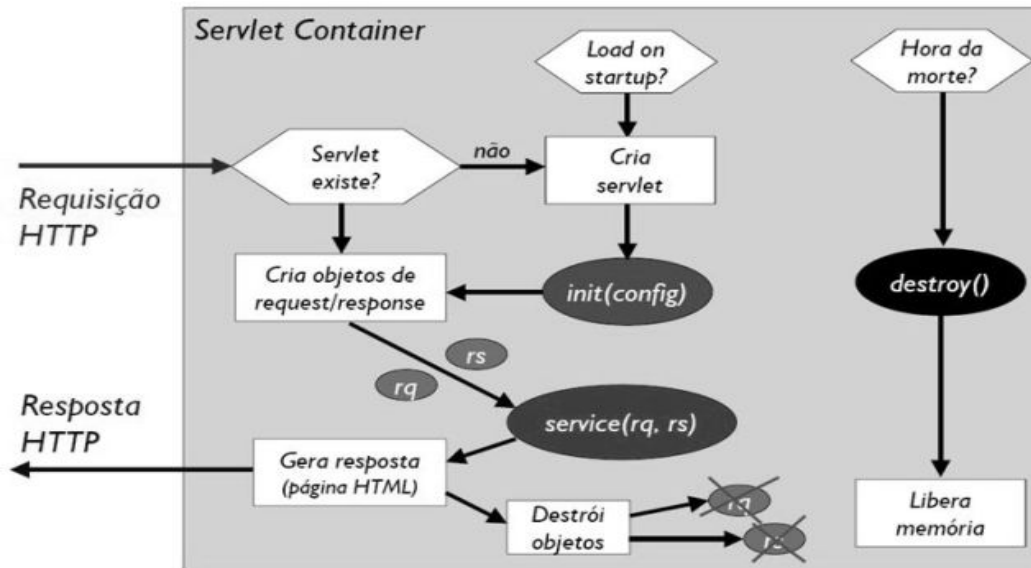 Servlet Container
Load on
startup?
Hora da
morte?
Servlet
existe?
não
Cria
servlet
Requisição
HTTP
Cria objetos de
request/response
init(config)
destroy()
rs
rq
Resposta
HTTP
service(rq, rs)
Gera resposta
(página HTML)
Destrói
objetos
rq
Libera
memória